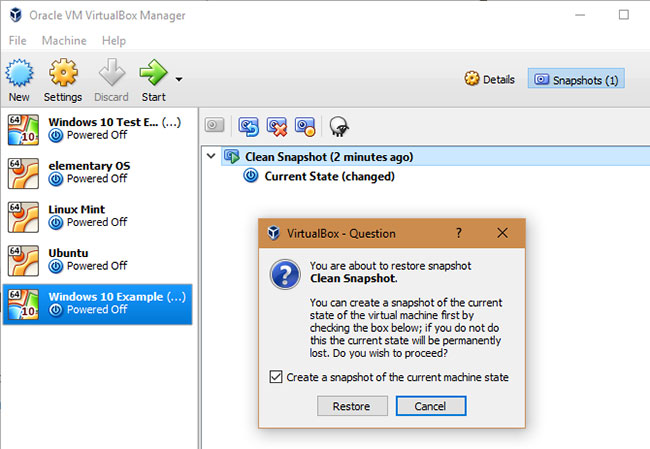 Oracle VM VirtualBox Manager
File Machine Help
New Settings Discard Start
Details Snapshots (1)
64 10 Windows 10 Test E... (...)
Powered Off
64 elementary OS
Powered Off
64 Linux Mint
Powered Off
64 Ubuntu
Powered Off
64 10 Windows 10 Example (...)
Powered Off
Clean Snapshot (2 minutes ago)
Current State (changed)
VirtualBox - Question ?
You are about to restore snapshot
Clean Snapshot.
You can create a snapshot of the current
state of the virtual machine first by
checking the box below; if you do not do
this the current state will be permanently
lost. Do you wish to proceed?
Create a snapshot of the current machine state
Restore Cancel